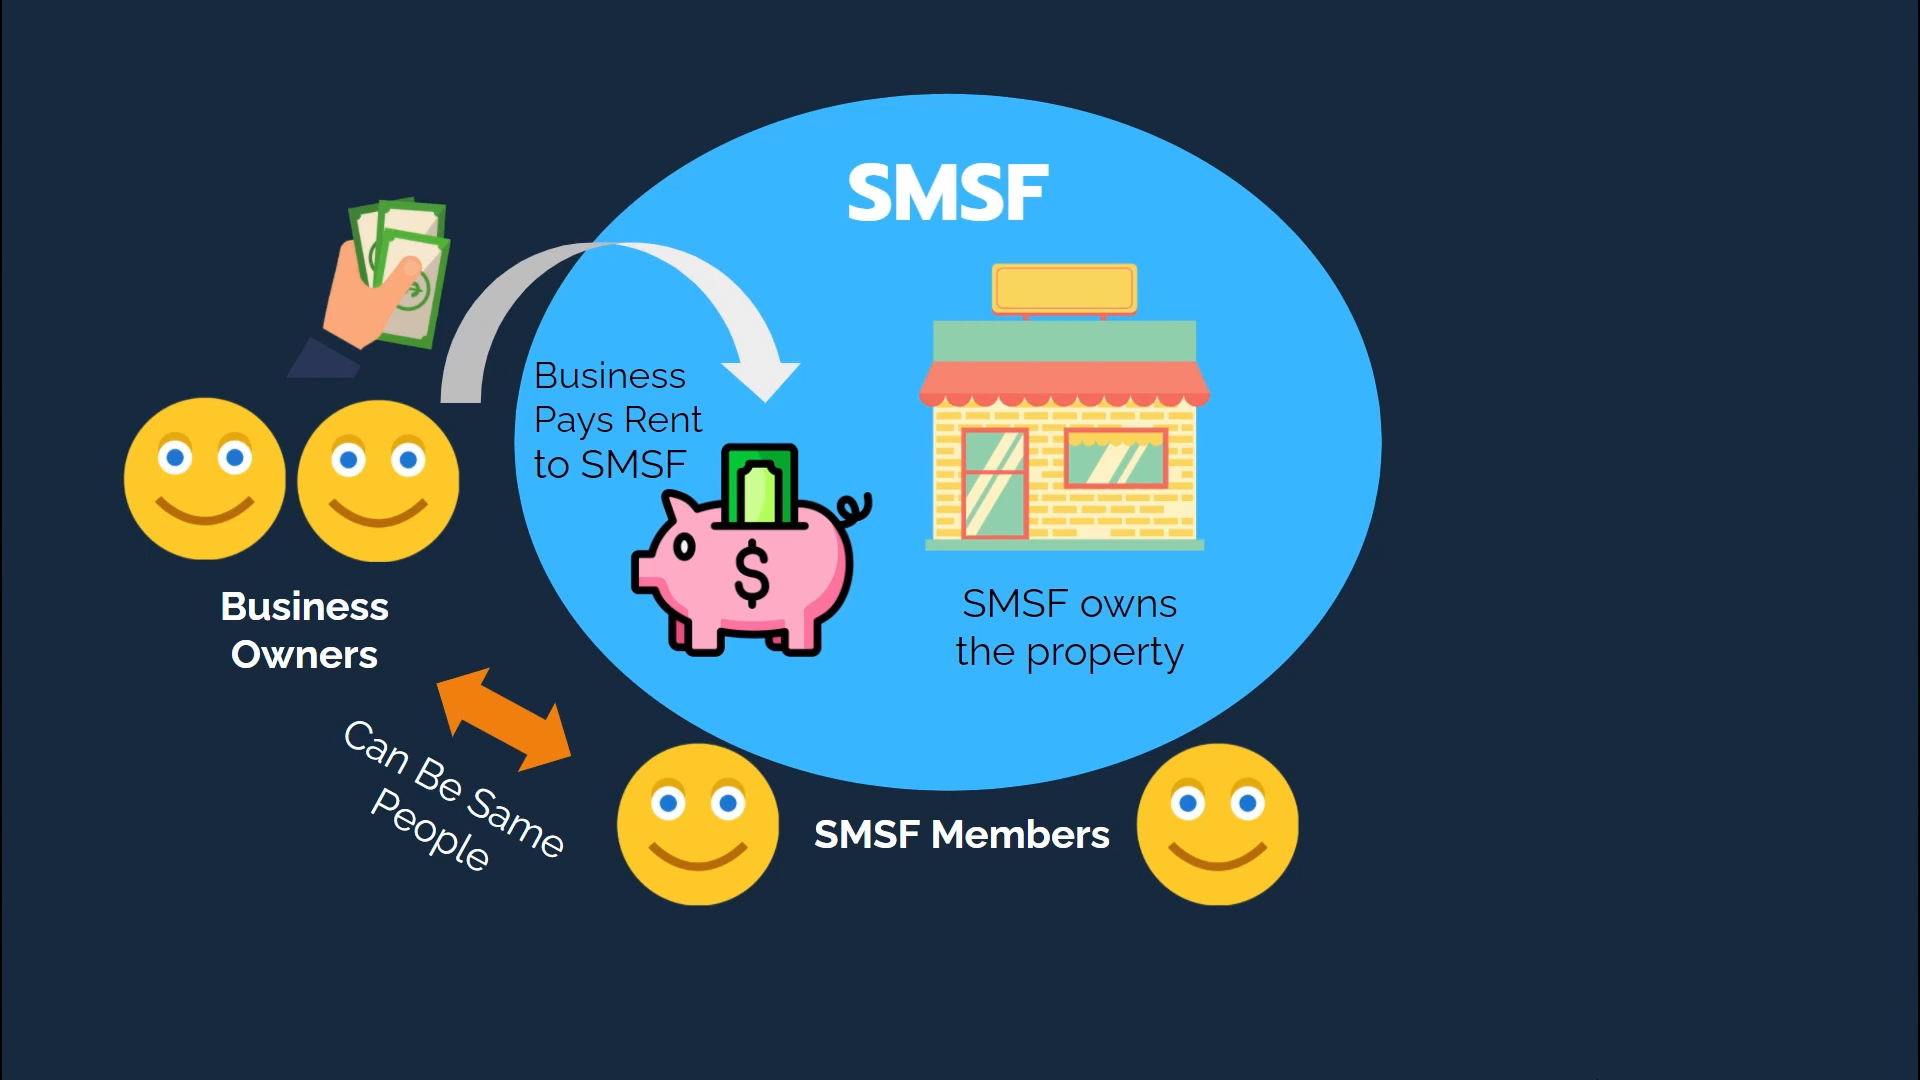 SMSF
Business
Pays Rent
to SMSF
$
SMSF owns
the property
Business
Owners
Can Be Same
People
SMSF Members